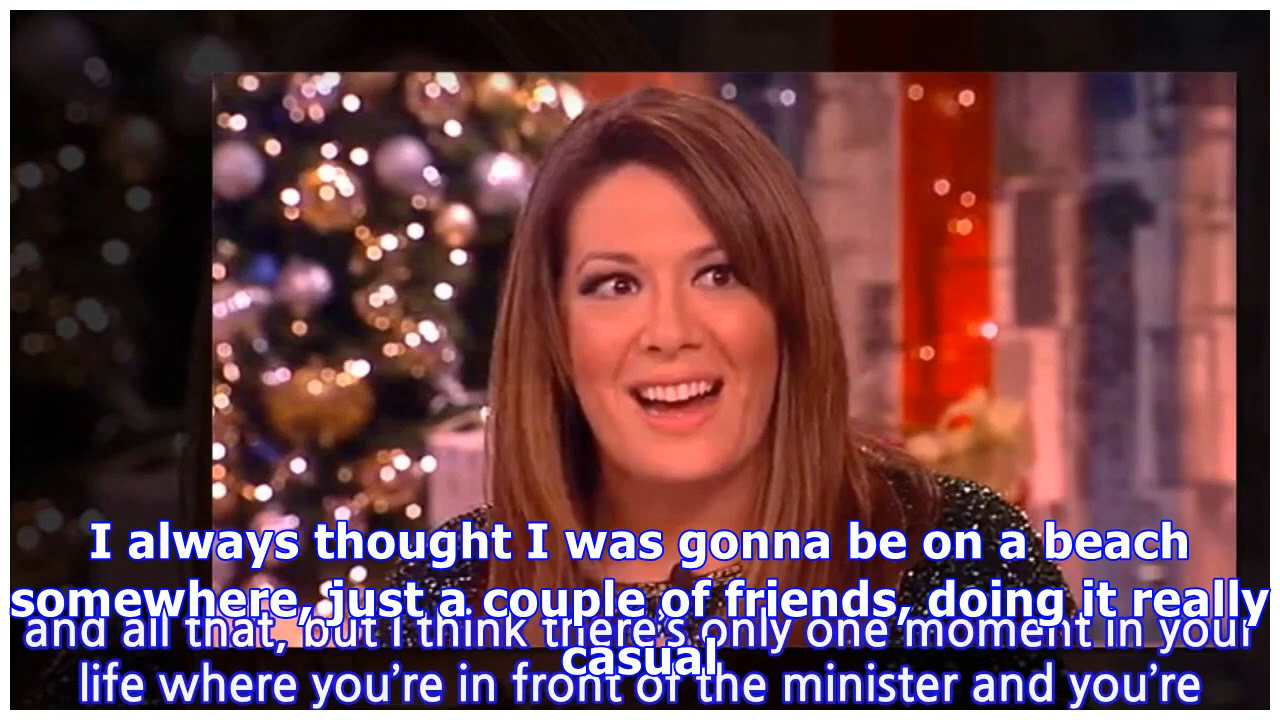 I always thought I was gonna be on a beach
somewhere, just a couple of friends, doing it really
casual
and all that, but I think there's only one moment in your
life where you're in front of the minister and you're